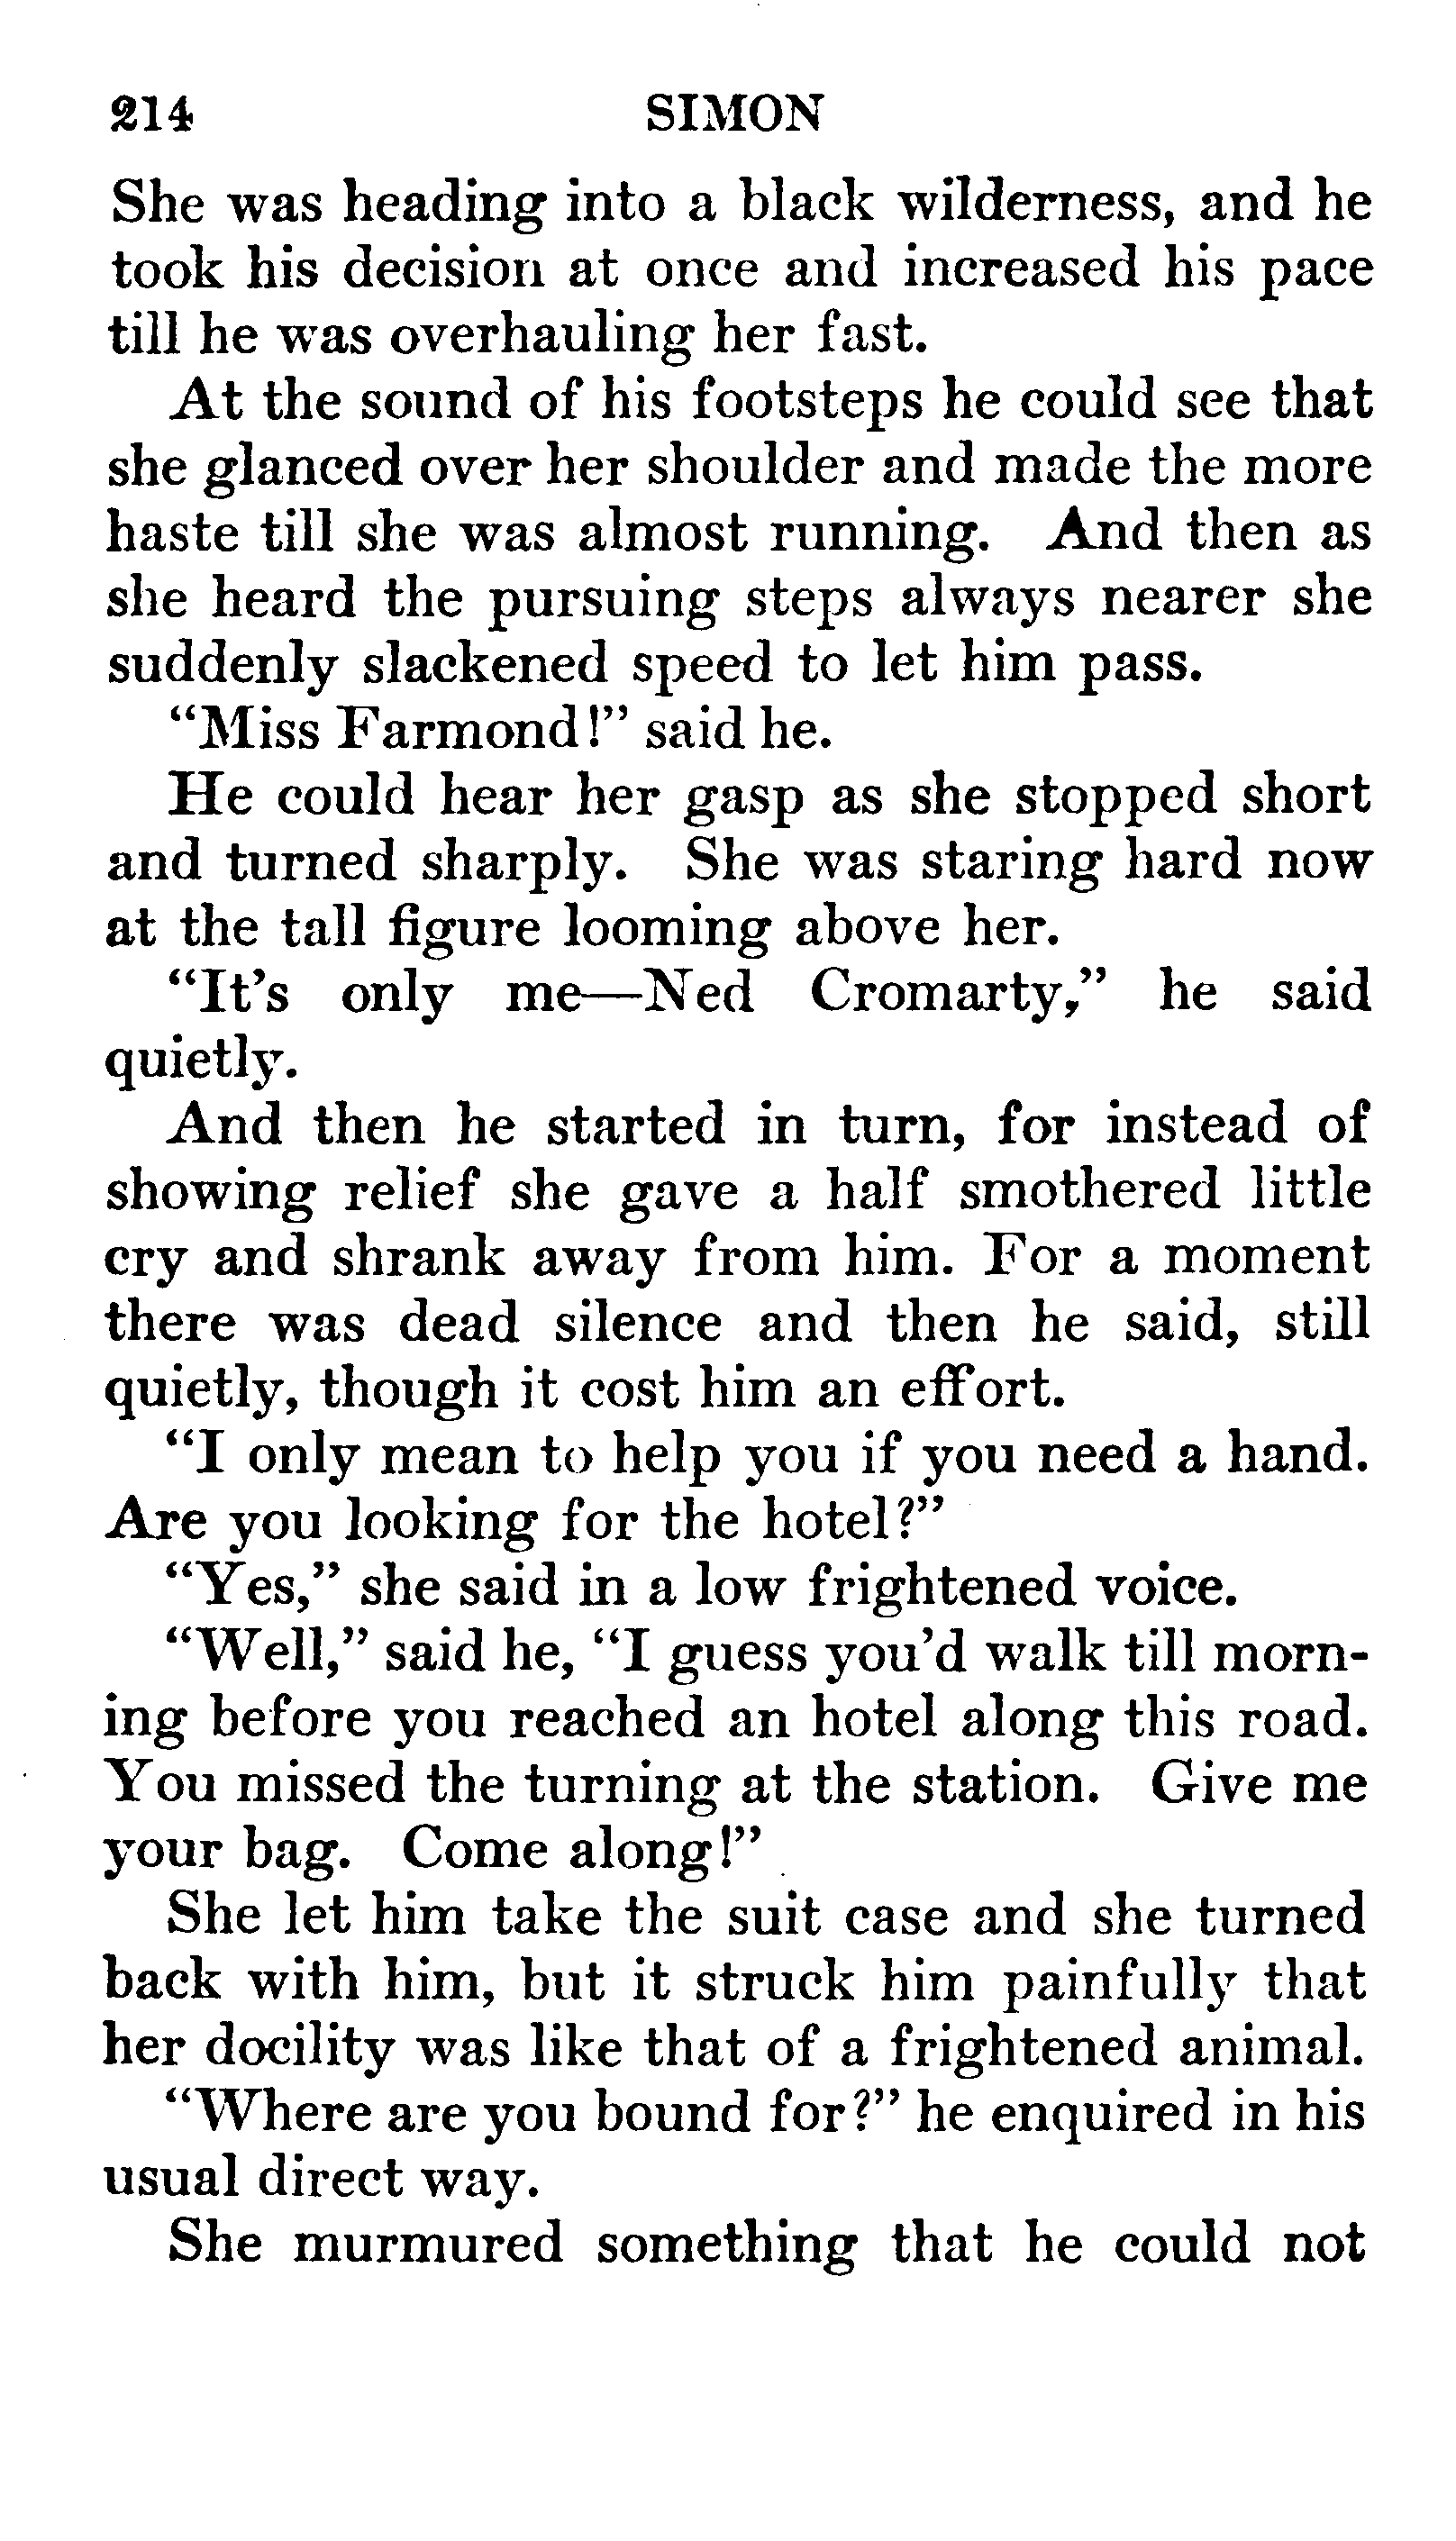 214 SIMON
She was heading into a black wilderness, and he
took his decision at once and increased his pace
till he was overhauling her fast.
At the sound of his footsteps he could see that
she glanced over her shoulder and made the more
haste till she was almost running. And then as
she heard the pursuing steps always nearer she
suddenly slackened speed to let him pass.
“Miss Farmond!” said he.
He could hear her gasp as she stopped short
and turned sharply. She was staring hard now
at the tall figure looming above her.
“It’s only me—Ned Cromarty,” he said
quietly.
And then he started in turn, for instead of
showing relief she gave a half smothered little
cry and shrank away from him. For a moment
there was dead silence and then he said, still
quietly, though it cost him an effort.
“I only mean to help you if you need a hand.
Are you looking for the hotel?”
“Yes,” she said in a low frightened voice.
“Well,” said he, “I guess you’d walk till morn-
ing before you reached an hotel along this road.
You missed the turning at the station. Give me
your bag. Come along!”
She let him take the suit case and she turned
back with him, but it struck him painfully that
her docility was like that of a frightened animal.
“Where are you bound for?” he enquired in his
usual direct way.
She murmured something that he could not